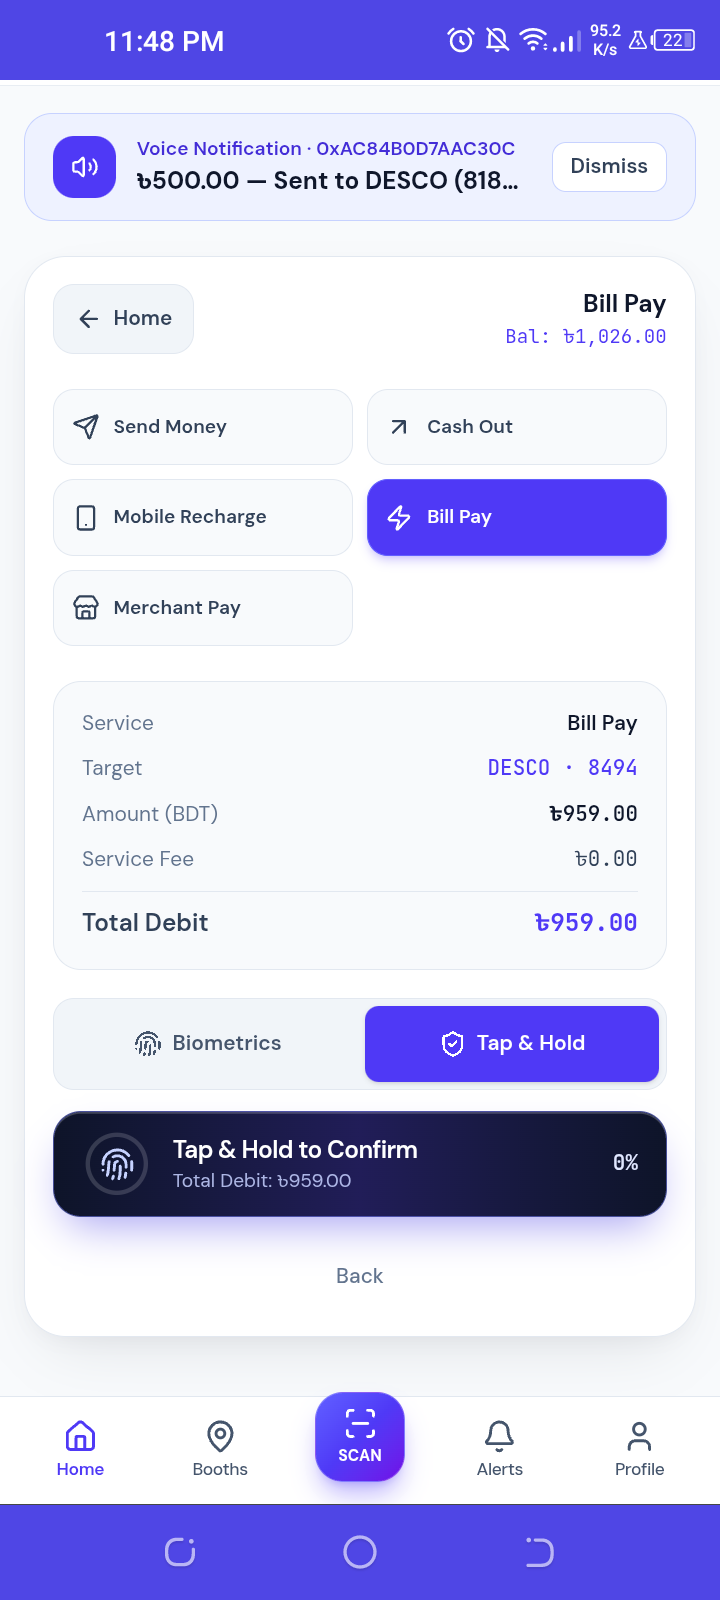 11:48 PM
95.2
K/s
22
Voice Notification · 0xAC84B0D7AAC30C
৳500.00 — Sent to DESCO (818...
Dismiss
Home
Bill Pay
Bal: ৳1,026.00
Send Money
Cash Out
Mobile Recharge
Bill Pay
Merchant Pay
Service Bill Pay
Target DESCO · 8494
Amount (BDT) ৳959.00
Service Fee ৳0.00
Total Debit ৳959.00
Biometrics
Tap & Hold
Tap & Hold to Confirm
Total Debit: ৳959.00
0%
Back
Home
Booths
SCAN
Alerts
Profile